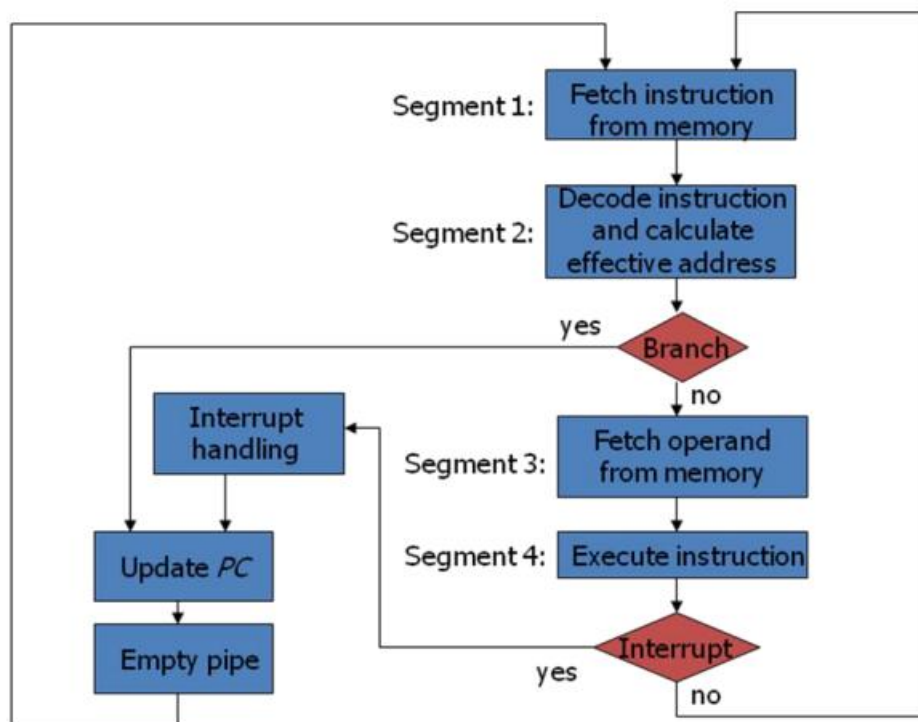 Segment 1:
Fetch instruction
from memory
Segment 2:
Decode instruction
and calculate
effective address
yes
Branch
no
Interrupt
handling
Segment 3:
Fetch operand
from memory
Update PC
Segment 4:
Execute instruction
Empty pipe
Interrupt
yes
no